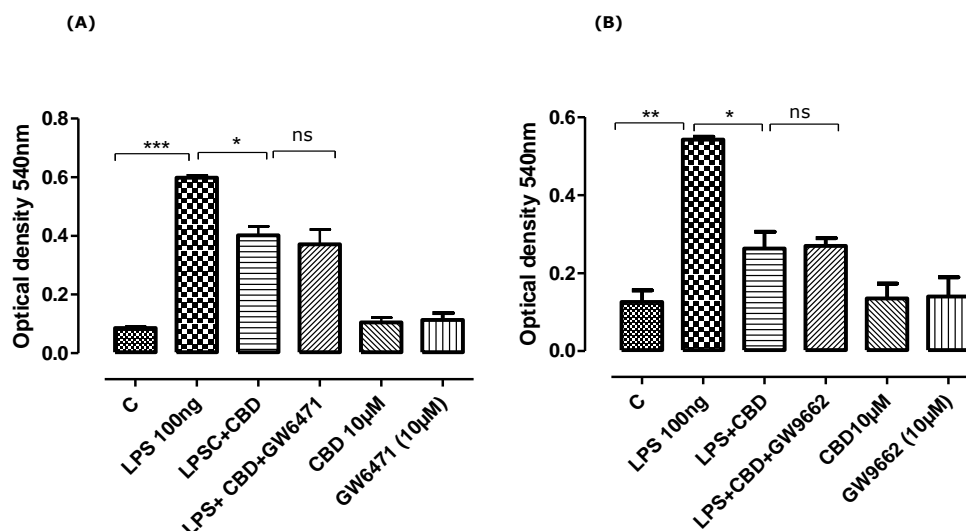 (A)
(B)
Optical density 540nm
0.8
0.6
0.4
0.2
0.0
***
*
ns
C
LPS 100ng
LPSC+CBD
LPS+ CBD+GW6471
CBD 10µM
GW6471 (10µM)
Optical density 540nm
0.6
0.4
0.2
0.0
**
*
ns
C
LPS 100ng
LPS+CBD
LPS+CBD+GW9662
CBD10µM
GW9662 (10µM)